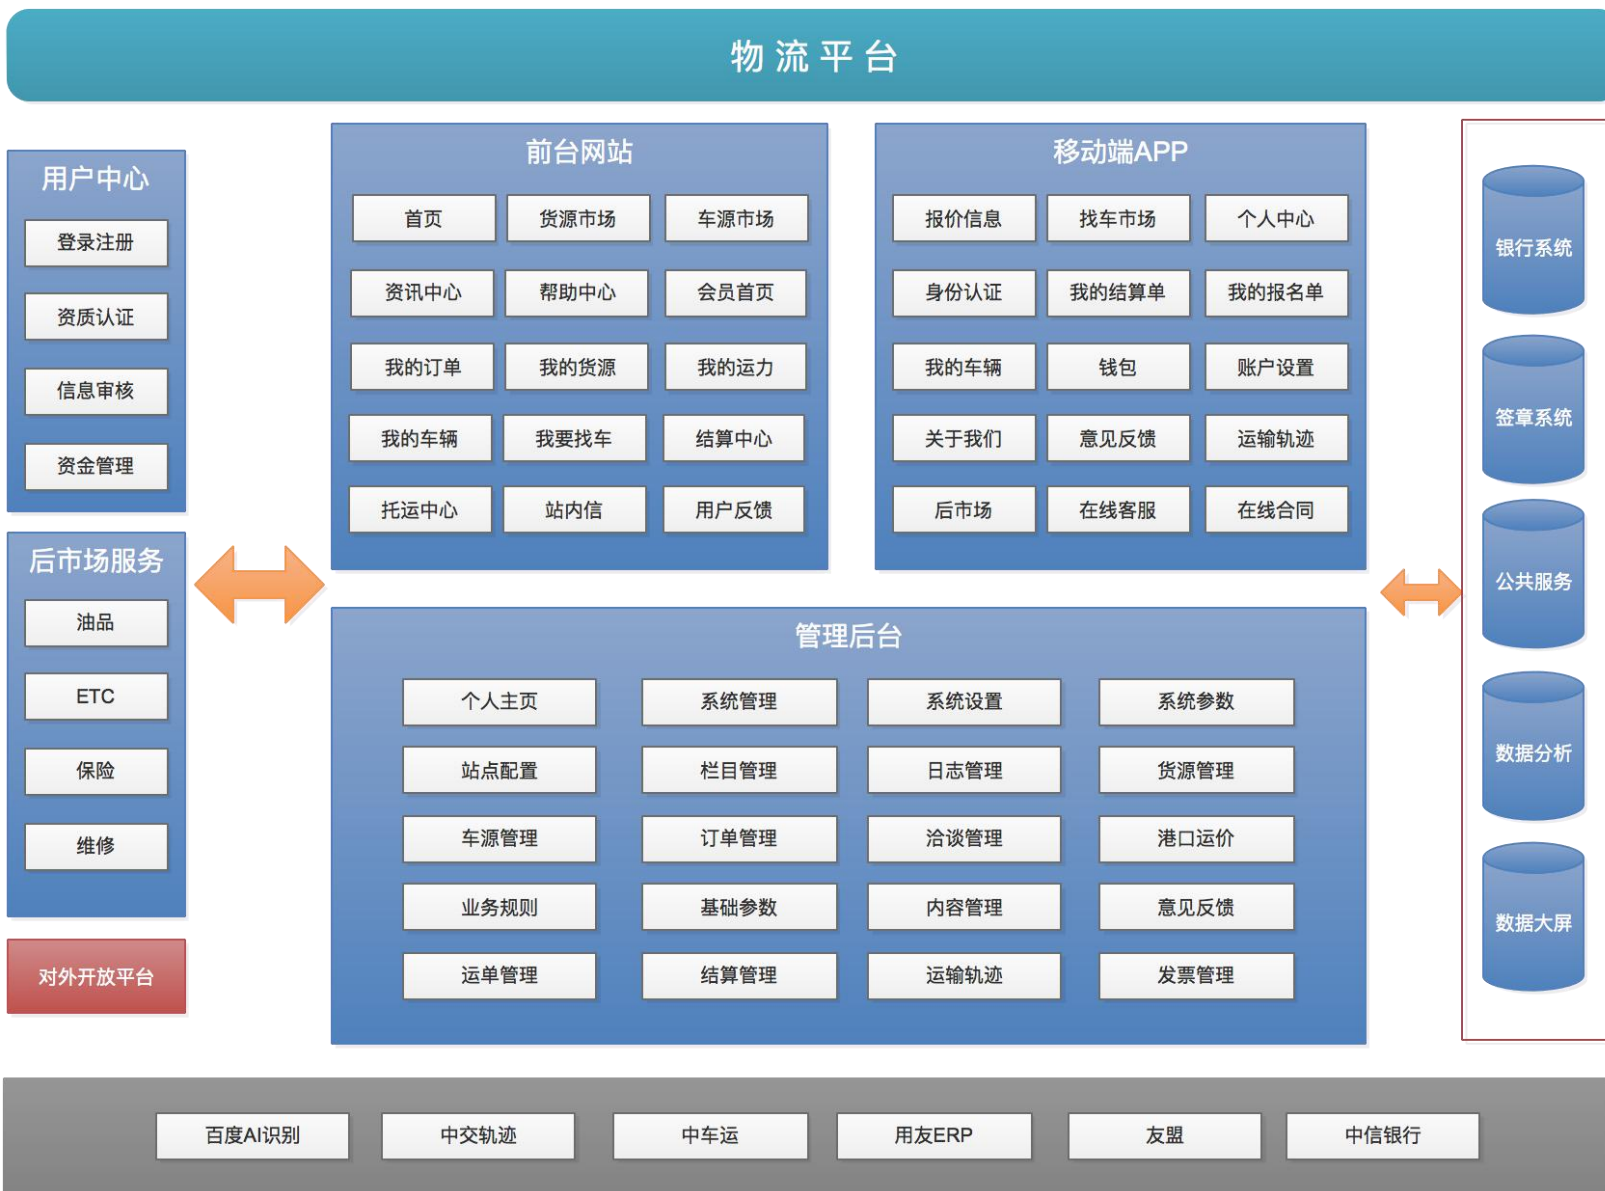 物流平台
用户中心
登录注册
资质认证
信息审核
资金管理
后市场服务
油品
ETC
保险
维修
对外开放平台
前台网站
首页 货源市场 车源市场
资讯中心 帮助中心 会员首页
我的订单 我的货源 我的运力
我的车辆 我要找车 结算中心
托运中心 站内信 用户反馈
移动端APP
报价信息 找车市场 个人中心
身份认证 我的结算单 我的报名单
我的车辆 钱包 账户设置
关于我们 意见反馈 运输轨迹
后市场 在线客服 在线合同
管理后台
个人主页 系统管理 系统设置 系统参数
站点配置 栏目管理 日志管理 货源管理
车源管理 订单管理 洽谈管理 港口运价
业务规则 基础参数 内容管理 意见反馈
运单管理 结算管理 运输轨迹 发票管理
银行系统
签章系统
公共服务
数据分析
数据大屏
百度AI识别 中交轨迹 中车运 用友ERP 友盟 中信银行